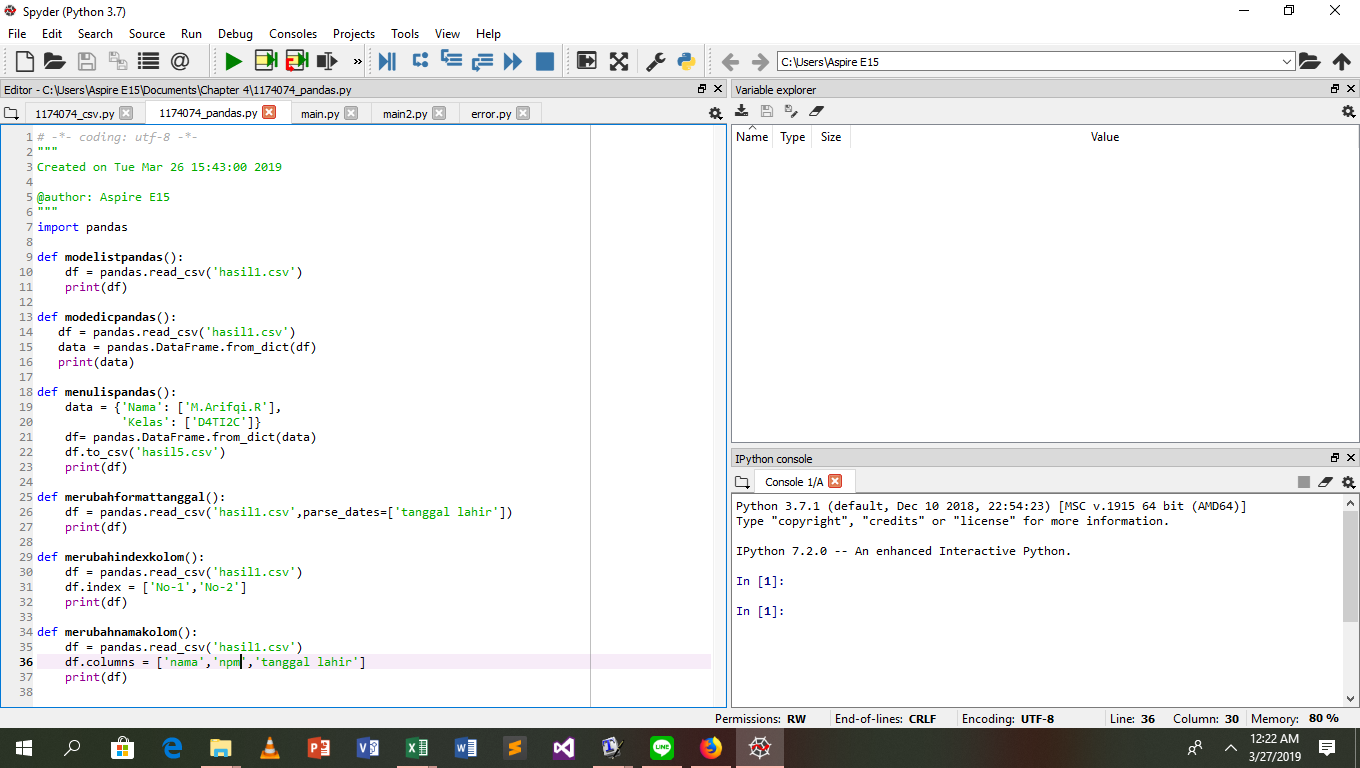 Spyder (Python 3.7)
File Edit Search Source Run Debug Consoles Projects Tools View Help
C:\Users\Aspire E15
Editor - C:\Users\Aspire E15\Documents\Chapter 4\1174074_pandas.py
1174074_csv.py 1174074_pandas.py main.py main2.py error.py
1 # -*- coding: utf-8 -*-
2 """
3 Created on Tue Mar 26 15:43:00 2019
4
5 @author: Aspire E15
6 """
7 import pandas
8
9 def modelistpandas():
10     df = pandas.read_csv('hasil1.csv')
11     print(df)
12
13 def modedicpandas():
14    df = pandas.read_csv('hasil1.csv')
15    data = pandas.DataFrame.from_dict(df)
16    print(data)
17
18 def menulispandas():
19     data = {'Nama': ['M.Arifqi.R'],
20             'Kelas': ['D4TI2C']}
21     df= pandas.DataFrame.from_dict(data)
22     df.to_csv('hasil5.csv')
23     print(df)
24
25 def merubahformattanggal():
26     df = pandas.read_csv('hasil1.csv',parse_dates=['tanggal lahir'])
27     print(df)
28
29 def merubahindexkolom():
30     df = pandas.read_csv('hasil1.csv')
31     df.index = ['No-1','No-2']
32     print(df)
33
34 def merubahnamakolom():
35     df = pandas.read_csv('hasil1.csv')
36     df.columns = ['nama','npm','tanggal lahir']
37     print(df)
38
Variable explorer
Name Type Size Value
IPython console
Console 1/A
Python 3.7.1 (default, Dec 10 2018, 22:54:23) [MSC v.1915 64 bit (AMD64)]
Type "copyright", "credits" or "license" for more information.
IPython 7.2.0 -- An enhanced Interactive Python.
In [1]:
In [1]:
Permissions: RW End-of-lines: CRLF Encoding: UTF-8 Line: 36 Column: 30 Memory: 80 %
12:22 AM
3/27/2019